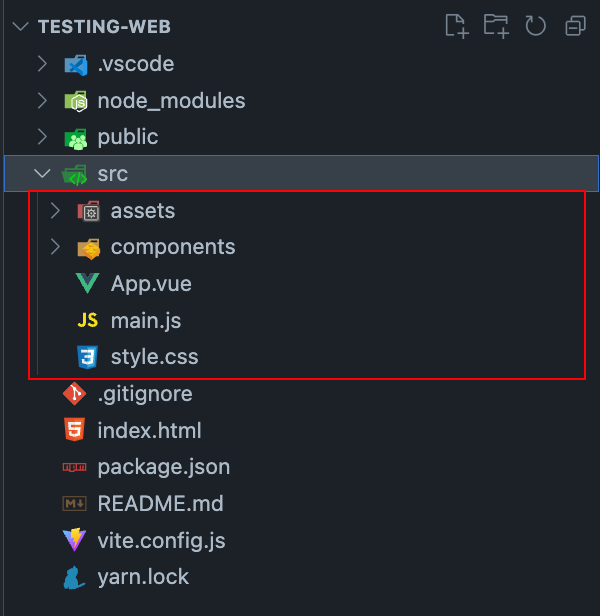 TESTING-WEB
.vscode
node_modules
public
src
assets
components
App.vue
JS main.js
style.css
.gitignore
index.html
package.json
README.md
vite.config.js
yarn.lock